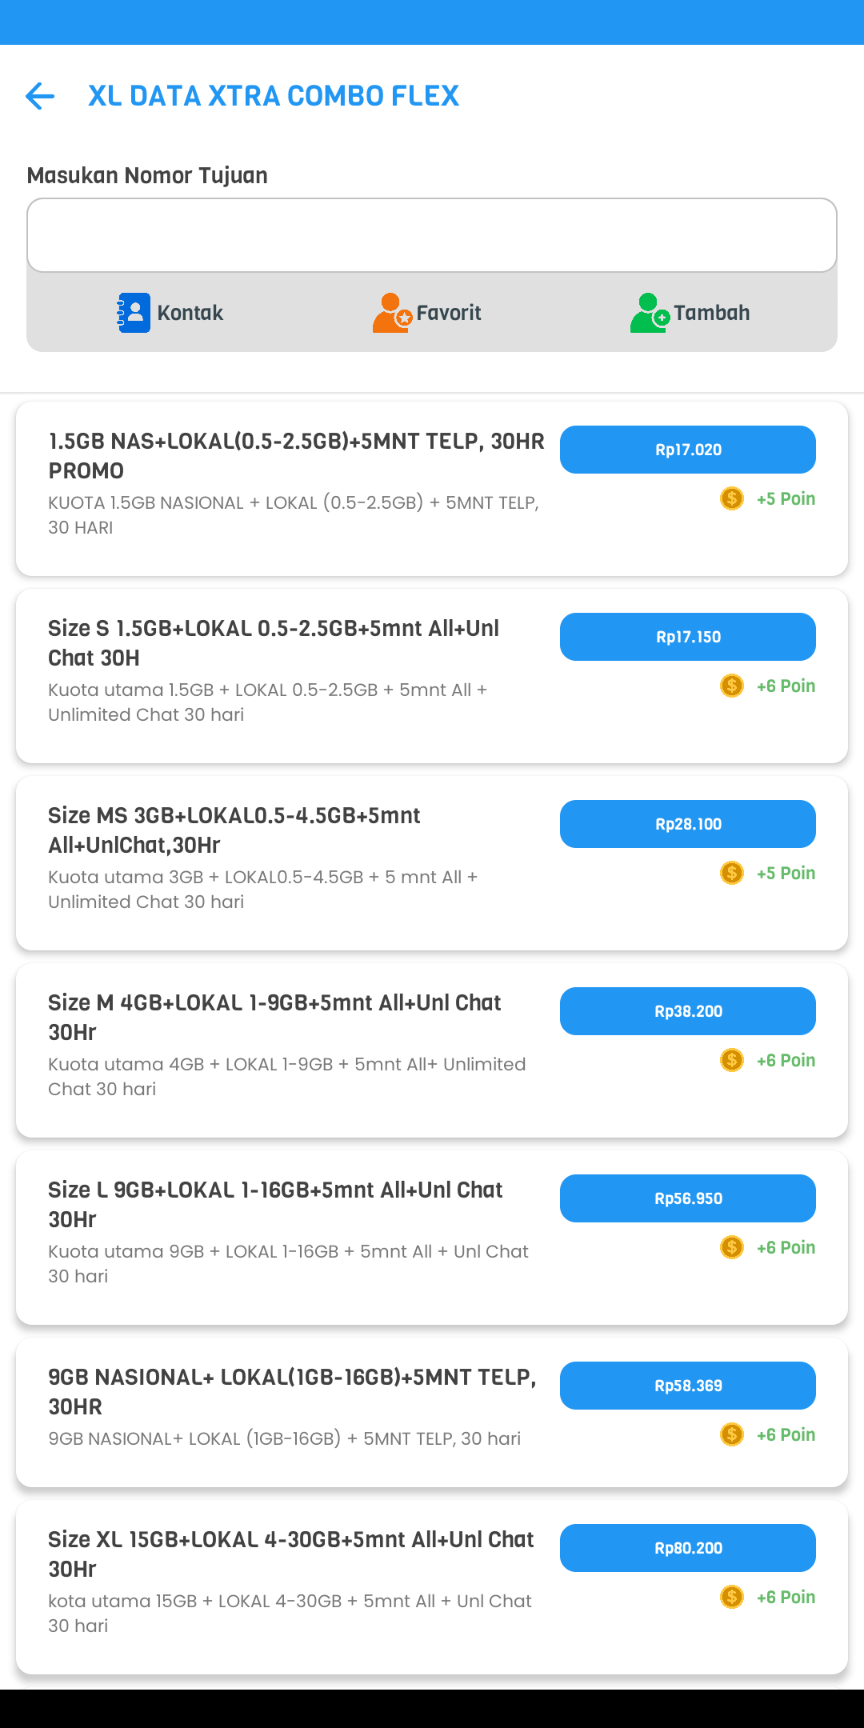 XL DATA XTRA COMBO FLEX
Masukan Nomor Tujuan
Kontak
Favorit
Tambah
1.5GB NAS+LOKAL(0.5-2.5GB)+5MNT TELP, 30HR
PROMO
KUOTA 1.5GB NASIONAL + LOKAL (0.5-2.5GB) + 5MNT TELP,
30 HARI
Rp17.020
+5 Poin
Size S 1.5GB+LOKAL 0.5-2.5GB+5mnt All+Unl
Chat 30H
Kuota utama 1.5GB + LOKAL 0.5-2.5GB + 5mnt All +
Unlimited Chat 30 hari
Rp17.150
+6 Poin
Size MS 3GB+LOKAL0.5-4.5GB+5mnt
All+UnlChat,30Hr
Kuota utama 3GB + LOKAL0.5-4.5GB + 5 mnt All +
Unlimited Chat 30 hari
Rp28.100
+5 Poin
Size M 4GB+LOKAL 1-9GB+5mnt All+Unl Chat
30Hr
Kuota utama 4GB + LOKAL 1-9GB + 5mnt All+ Unlimited
Chat 30 hari
Rp38.200
+6 Poin
Size L 9GB+LOKAL 1-16GB+5mnt All+Unl Chat
30Hr
Kuota utama 9GB + LOKAL 1-16GB + 5mnt All + Unl Chat
30 hari
Rp56.950
+6 Poin
9GB NASIONAL+ LOKAL(1GB-16GB)+5MNT TELP,
30HR
9GB NASIONAL+ LOKAL (1GB-16GB) + 5MNT TELP, 30 hari
Rp58.369
+6 Poin
Size XL 15GB+LOKAL 4-30GB+5mnt All+Unl Chat
30Hr
kota utama 15GB + LOKAL 4-30GB + 5mnt All + Unl Chat
30 hari
Rp80.200
+6 Poin